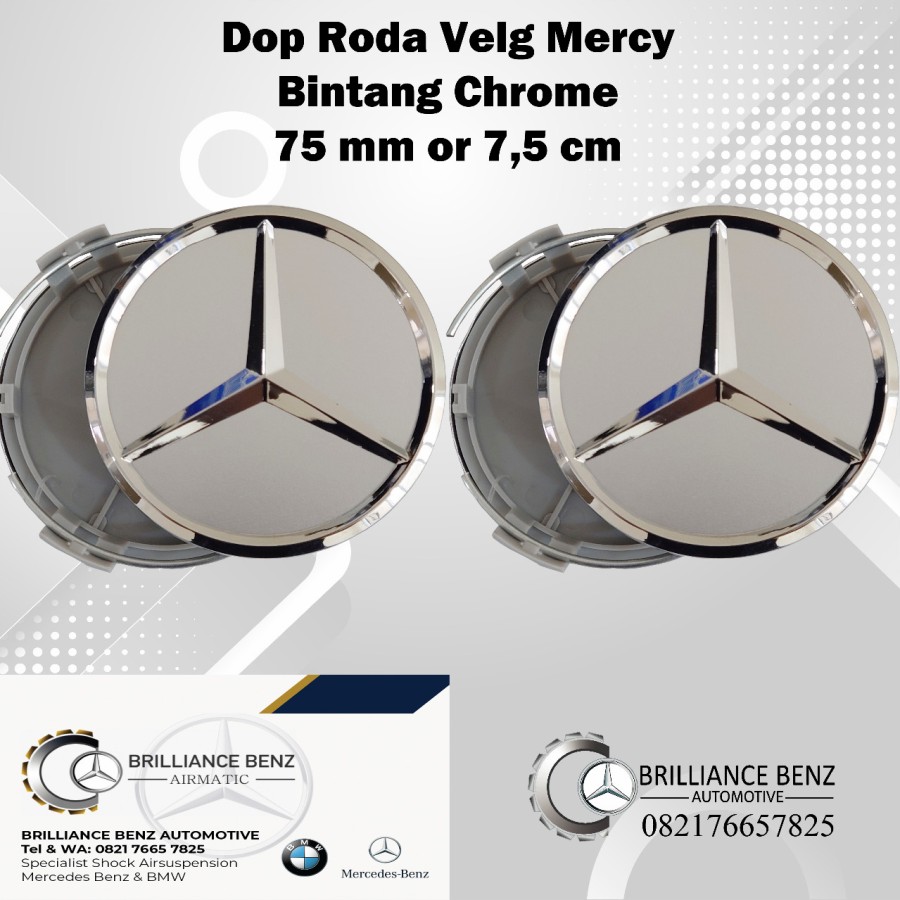 Dop Roda Velg Mercy
Bintang Chrome
75 mm or 7,5 cm
BRILLIANCE BENZ
AIRMATIC
BRILLIANCE BENZ AUTOMOTIVE
Tel & WA: 0821 7665 7825
Specialist Shock Airsuspension
Mercedes Benz & BMW
BMW
Mercedes-Benz
BRILLIANCE BENZ
AUTOMOTIVE
082176657825